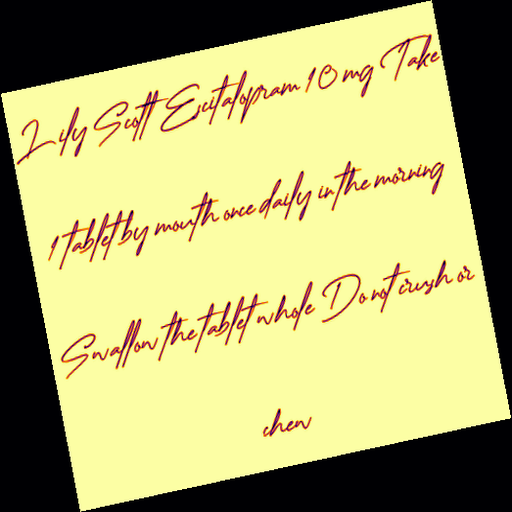 Lily Scott Escitalopram 10 mg Take
1 tablet by mouth once daily in the morning
Swallow the tablet whole Do not crush or
chew